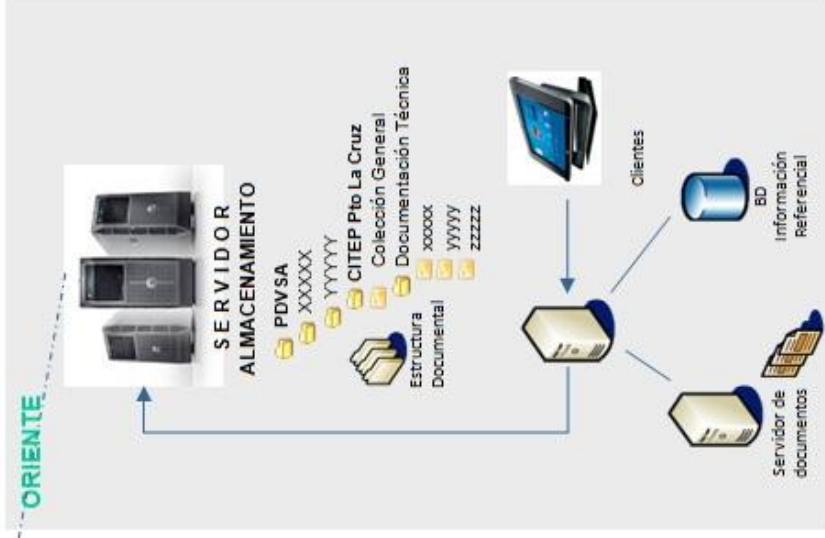 ORIENTE
SERVIDOR
ALMACENAMIENTO
PDVSA
XXXXX
YYYYY
CITEP Pto La Cruz
Colección General
Documentación Técnica
xxxxx
yyyyy
zzzzz
Estructura
Documental
Clientes
BD
Información
Referencial
Servidor de
documentos